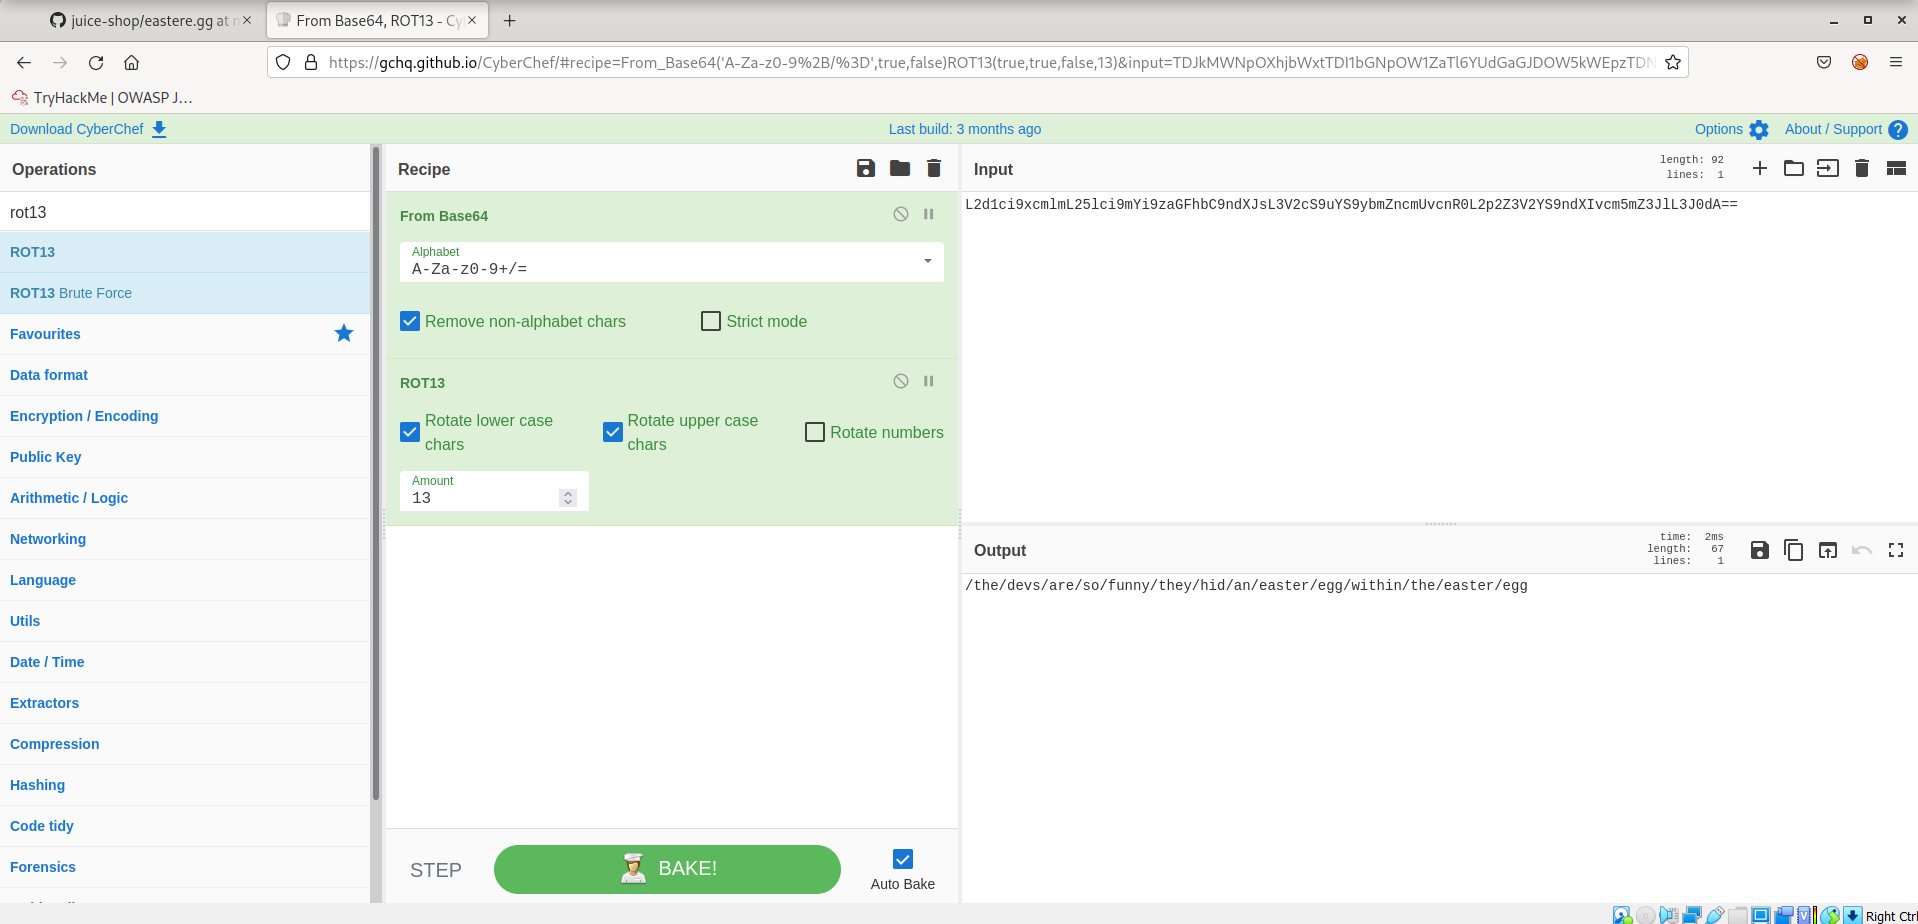 juice-shop/eastere.gg at m
From Base64, ROT13 - Cy
https://gchq.github.io/CyberChef/#recipe=From_Base64('A-Za-z0-9%2B/%3D',true,false)ROT13(true,true,false,13)&input=TDJkMWNpOXhjbWxtTDI1bGNpOW1ZaTl6YUdGaGJDOW5kWEpzTDN
TryHackMe | OWASP J...
Download CyberChef
Last build: 3 months ago
Options
About / Support
Operations
Recipe
Input
length: 92
lines: 1
rot13
ROT13
ROT13 Brute Force
Favourites
Data format
Encryption / Encoding
Public Key
Arithmetic / Logic
Networking
Language
Utils
Date / Time
Extractors
Compression
Hashing
Code tidy
Forensics
From Base64
Alphabet
A-Za-z0-9+/=
Remove non-alphabet chars
Strict mode
ROT13
Rotate lower case
chars
Rotate upper case
chars
Rotate numbers
Amount
13
STEP
BAKE!
Auto Bake
L2d1ci9xcmlmL25lci9mYi9zaGFhbC9ndXJsL3V2cS9uYS9ybmZncmUvcnR0L2p2Z3V2YS9ndXIvcm5mZ3JlL3J0dA==
Output
time: 2ms
length: 67
lines: 1
/the/devs/are/so/funny/they/hid/an/easter/egg/within/the/easter/egg
Right Ctrl